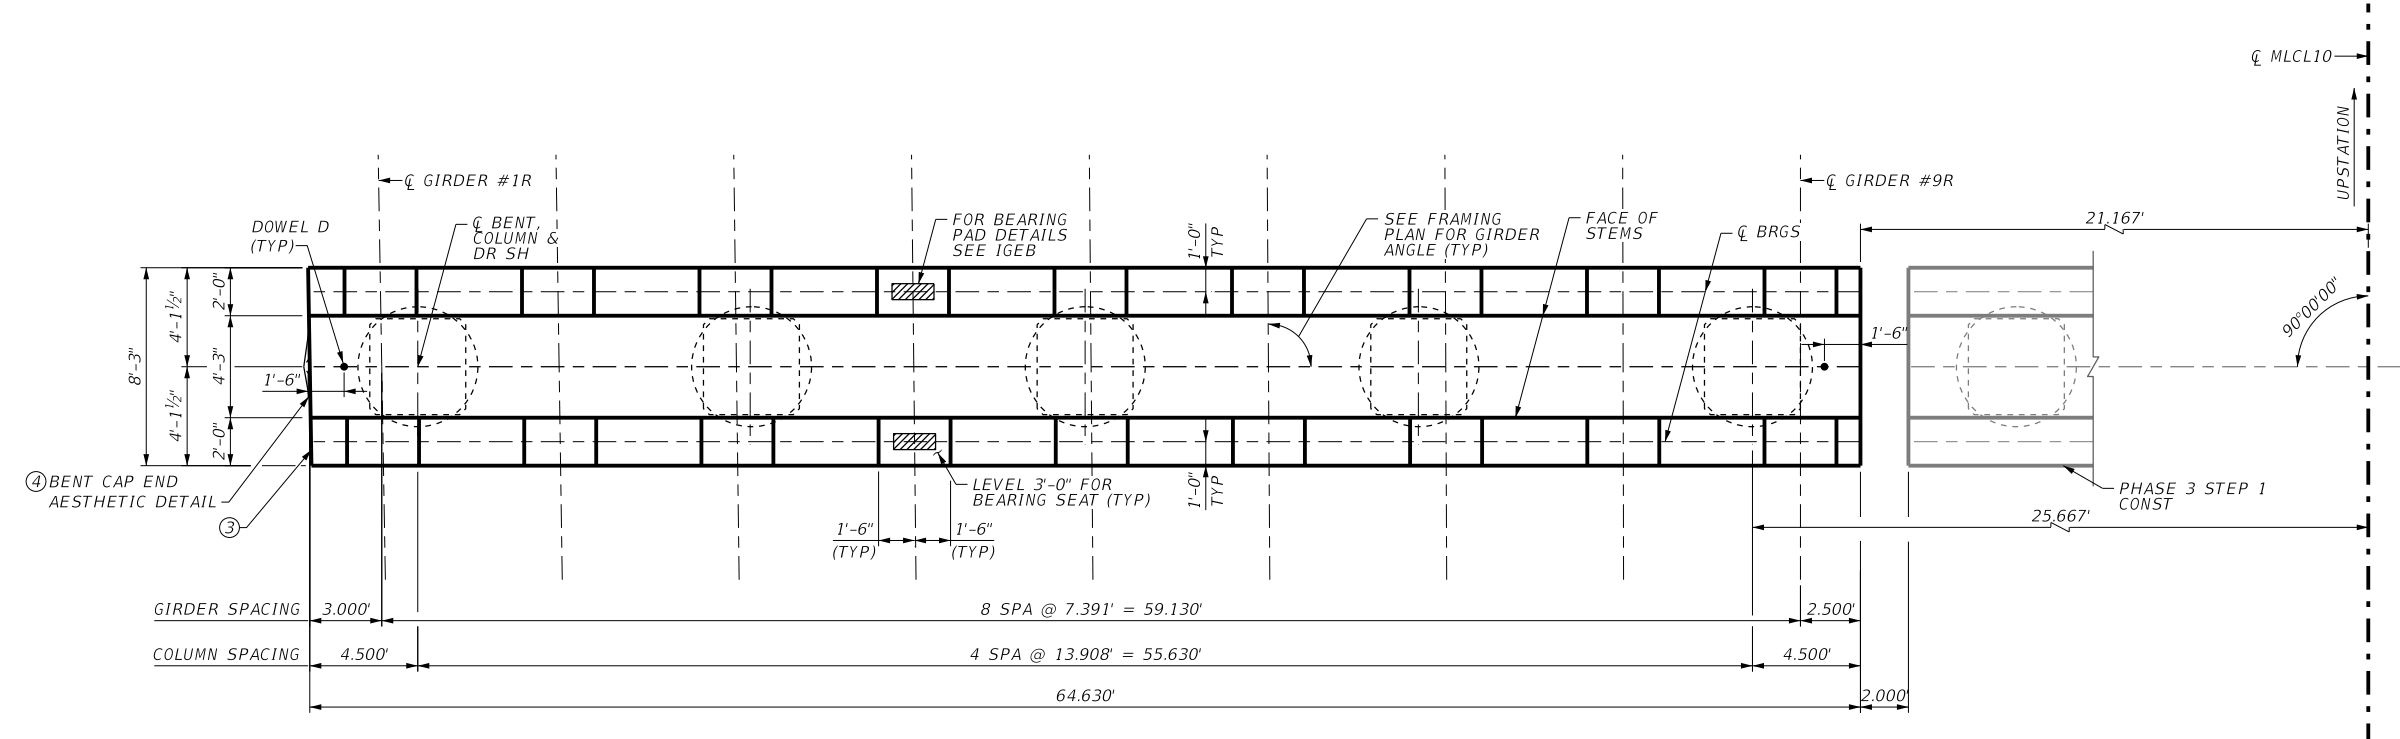 ℄ MLCL10
UPSTATION
℄ GIRDER #1R
℄ GIRDER #9R
DOWEL D
(TYP)
℄ BENT,
COLUMN &
DR SH
FOR BEARING
PAD DETAILS
SEE IGEB
1'-0"
TYP
SEE FRAMING
PLAN FOR GIRDER
ANGLE (TYP)
FACE OF
STEMS
℄ BRGS
21.167'
90°00'00"
8'-3"
4'-1½"
4'-1½"
2'-0"
4'-3"
2'-0"
1'-6"
1'-6"
④ BENT CAP END
AESTHETIC DETAIL
③
LEVEL 3'-0" FOR
BEARING SEAT (TYP)
1'-0"
TYP
1'-6"
(TYP)
1'-6"
(TYP)
PHASE 3 STEP 1
CONST
25.667'
GIRDER SPACING
3.000'
8 SPA @ 7.391' = 59.130'
2.500'
COLUMN SPACING
4.500'
4 SPA @ 13.908' = 55.630'
4.500'
64.630'
2.000'